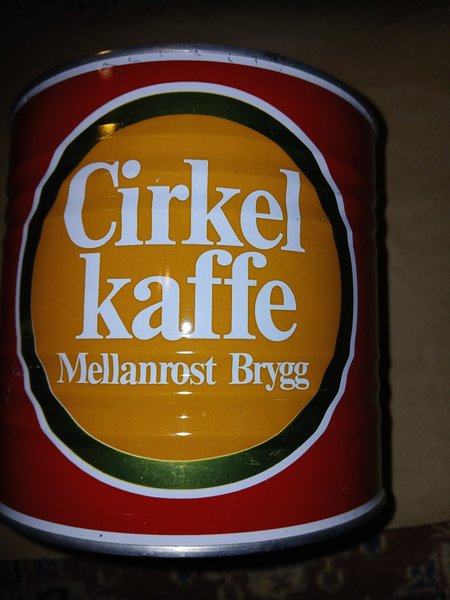 Cirkel
kaffe
Mellanrost Brygg